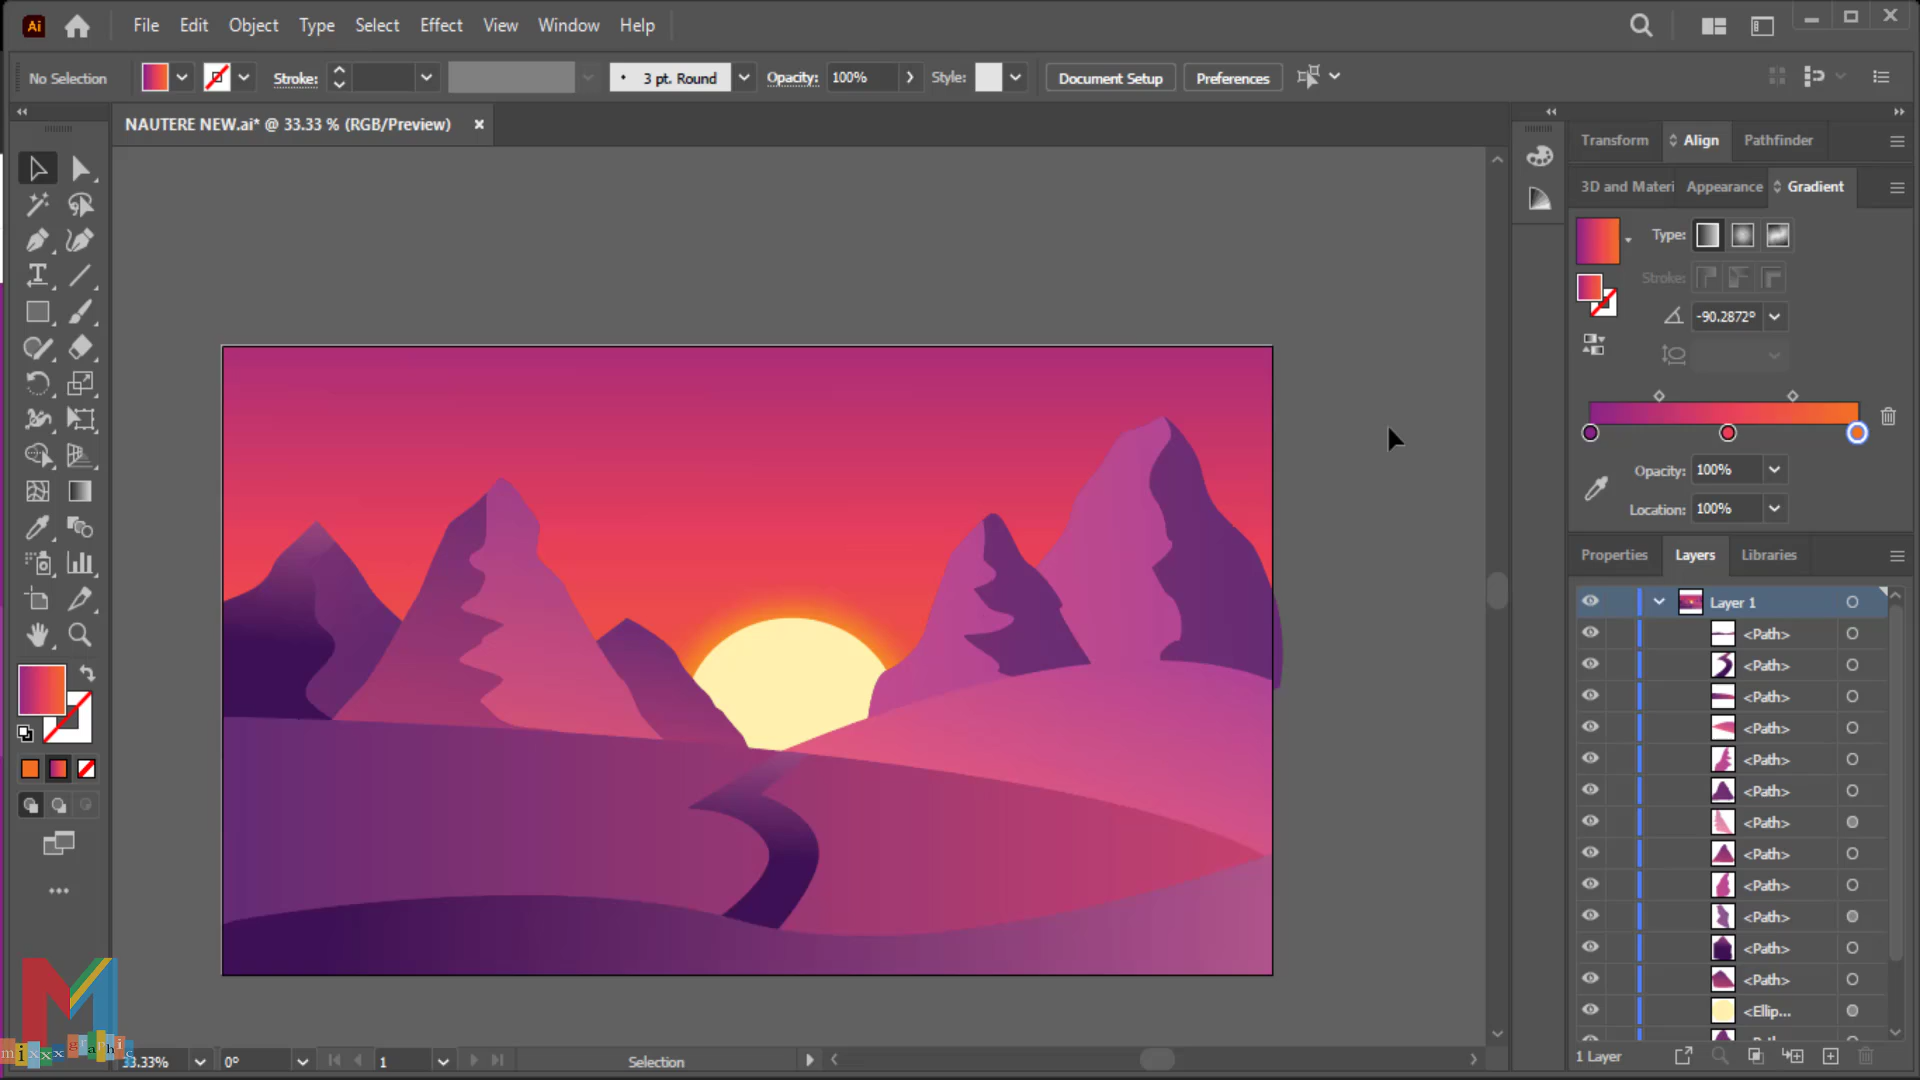 Ai File Edit Object Type Select Effect View Window Help
No Selection Stroke: 3 pt. Round Opacity: 100% Style: Document Setup Preferences
NAUTERE NEW.ai* @ 33.33 % (RGB/Preview)
Transform Align Pathfinder
3D and Materi Appearance Gradient
Type:
Stroke:
-90.2872°
Opacity: 100%
Location: 100%
Properties Layers Libraries
Layer 1
<Path>
<Path>
<Path>
<Path>
<Path>
<Path>
<Path>
<Path>
<Path>
<Path>
<Path>
<Path>
<Ellip...
M
mixxxgraphic
33.33% 0° 1 Selection
1 Layer